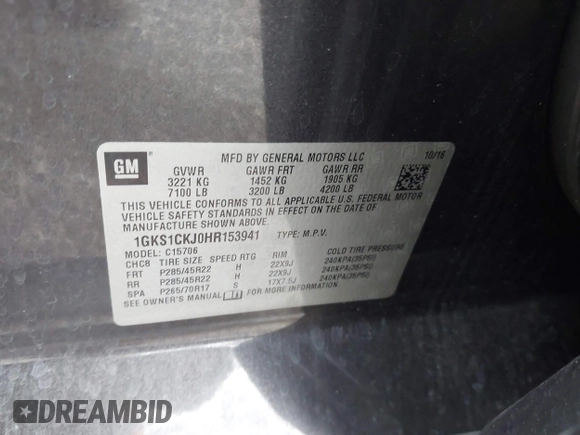 GM
MFD BY GENERAL MOTORS LLC
10/16
GVWR GAWR FRT GAWR RR
3221 KG 1452 KG 1905 KG
7100 LB 3200 LB 4200 LB
THIS VEHICLE CONFORMS TO ALL APPLICABLE U.S. FEDERAL MOTOR
VEHICLE SAFETY STANDARDS IN EFFECT ON THE DATE OF
MANUFACTURE SHOWN ABOVE.
1GKS1CKJ0HR153941 TYPE: M.P.V.
MODEL: C15706
CHC8 TIRE SIZE SPEED RTG RIM COLD TIRE PRESSURE
FRT P285/45R22 H 22X9J 240KPA(35PSI)
RR P285/45R22 H 22X9J 240KPA(35PSI)
SPA P265/70R17 S 17X7.5J 240KPA(35PSI)
SEE OWNER'S MANUAL FOR MORE INFORMATION
DREAMBID